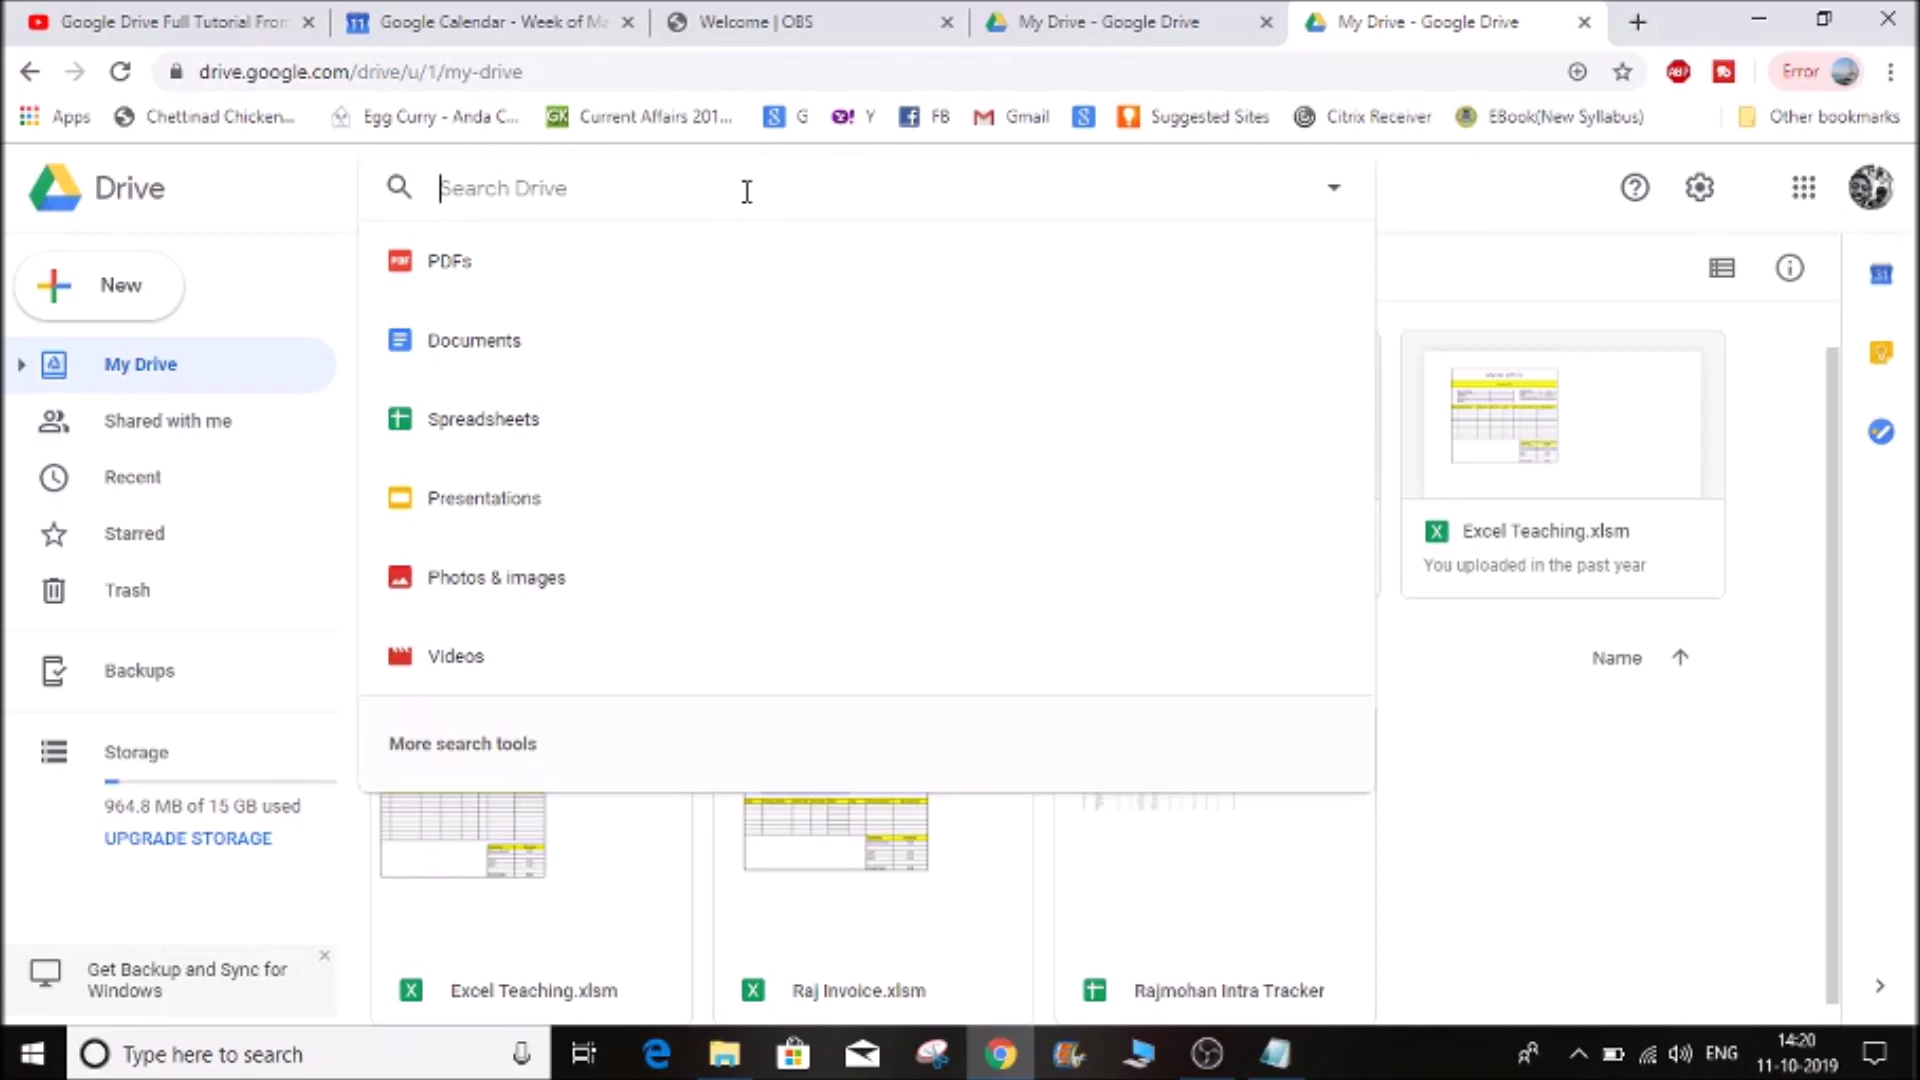 Google Drive Full Tutorial Fron
Google Calendar - Week of Ma
Welcome | OBS
My Drive - Google Drive
My Drive - Google Drive
drive.google.com/drive/u/1/my-drive
ABP
Error
Apps
Chettinad Chicken...
Egg Curry - Anda C...
GK
Current Affairs 201...
G
Y
FB
Gmail
Suggested Sites
Citrix Receiver
EBook(New Syllabus)
Other bookmarks
Drive
Search Drive
New
PDF
PDFs
My Drive
Documents
Shared with me
Spreadsheets
Recent
Presentations
Starred
Excel Teaching.xlsm
You uploaded in the past year
Trash
Photos & images
Backups
Videos
Name
Storage
More search tools
964.8 MB of 15 GB used
UPGRADE STORAGE
Get Backup and Sync for
Windows
Excel Teaching.xlsm
Raj Invoice.xlsm
Rajmohan Intra Tracker
Type here to search
ENG
14:20
11-10-2019